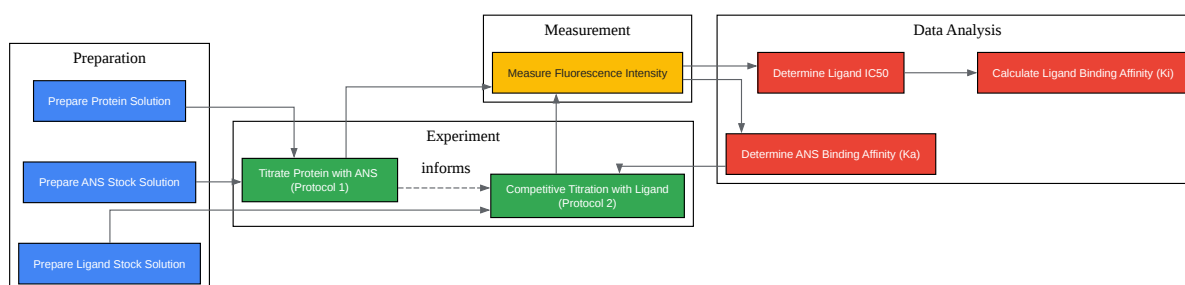 Preparation
Prepare Protein Solution
Prepare ANS Stock Solution
Prepare Ligand Stock Solution
Experiment
Titrate Protein with ANS
(Protocol 1)
informs
Competitive Titration with Ligand
(Protocol 2)
Measurement
Measure Fluorescence Intensity
Data Analysis
Determine Ligand IC50
Calculate Ligand Binding Affinity (Ki)
Determine ANS Binding Affinity (Ka)